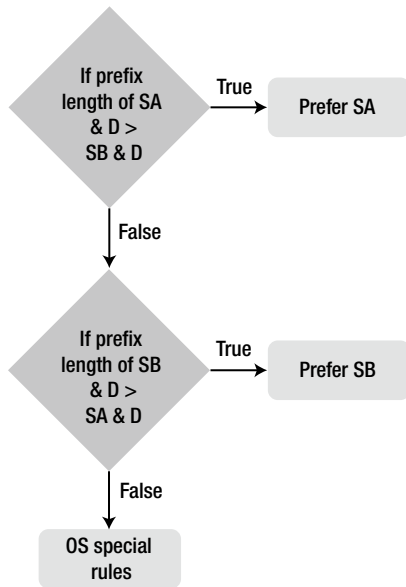 If prefix
length of SA
& D >
SB & D
True
Prefer SA
False
If prefix
length of SB
& D >
SA & D
True
Prefer SB
False
OS special
rules